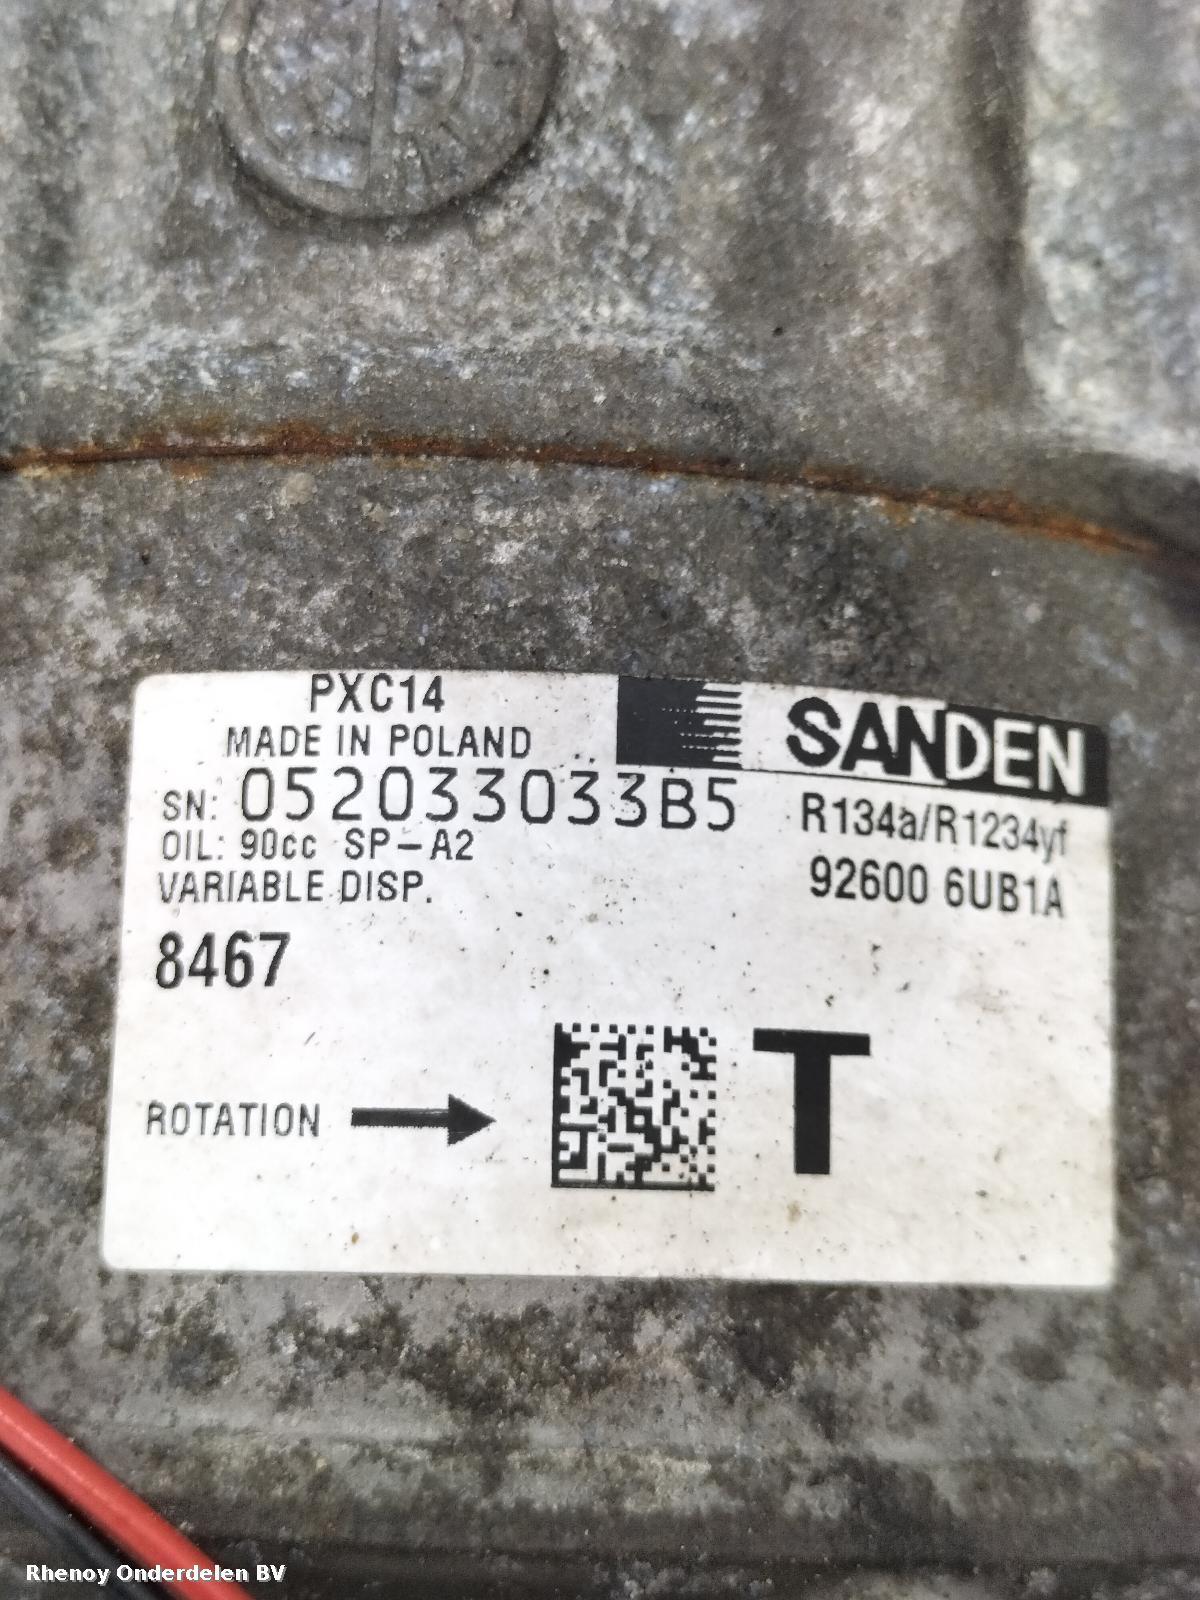 PXC14
MADE IN POLAND
SANDEN
SN: 052033033B5
R134a/R1234yf
OIL: 90cc SP-A2
92600 6UB1A
VARIABLE DISP.
8467
ROTATION
T
Rhenoy Onderdelen BV